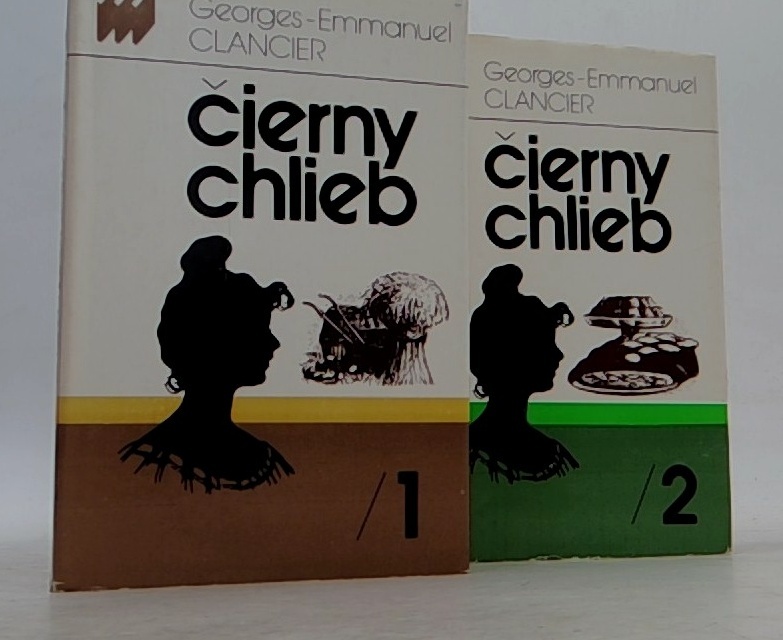 Georges-Emmanuel
CLANCIER
čierny
chlieb
/1
Georges-Emmanuel
CLANCIER
čierny
chlieb
/2